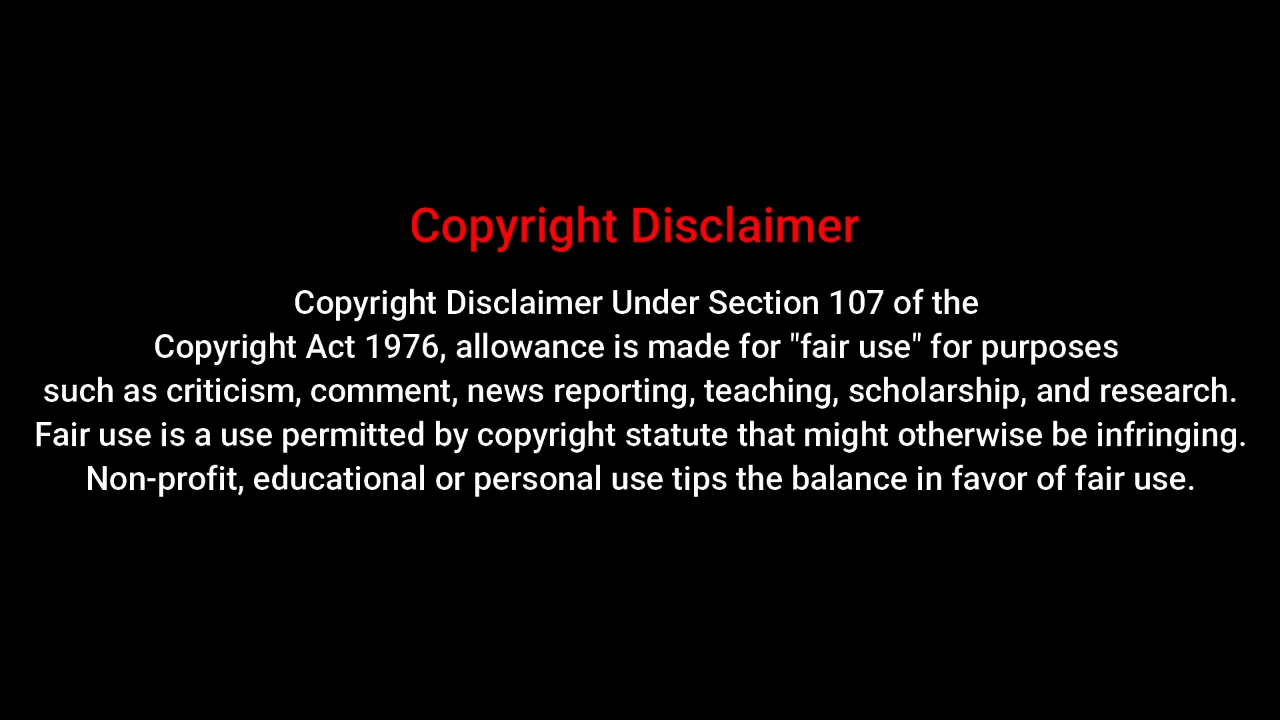 Copyright Disclaimer
Copyright Disclaimer Under Section 107 of the
Copyright Act 1976, allowance is made for "fair use" for purposes
such as criticism, comment, news reporting, teaching, scholarship, and research.
Fair use is a use permitted by copyright statute that might otherwise be infringing.
Non-profit, educational or personal use tips the balance in favor of fair use.